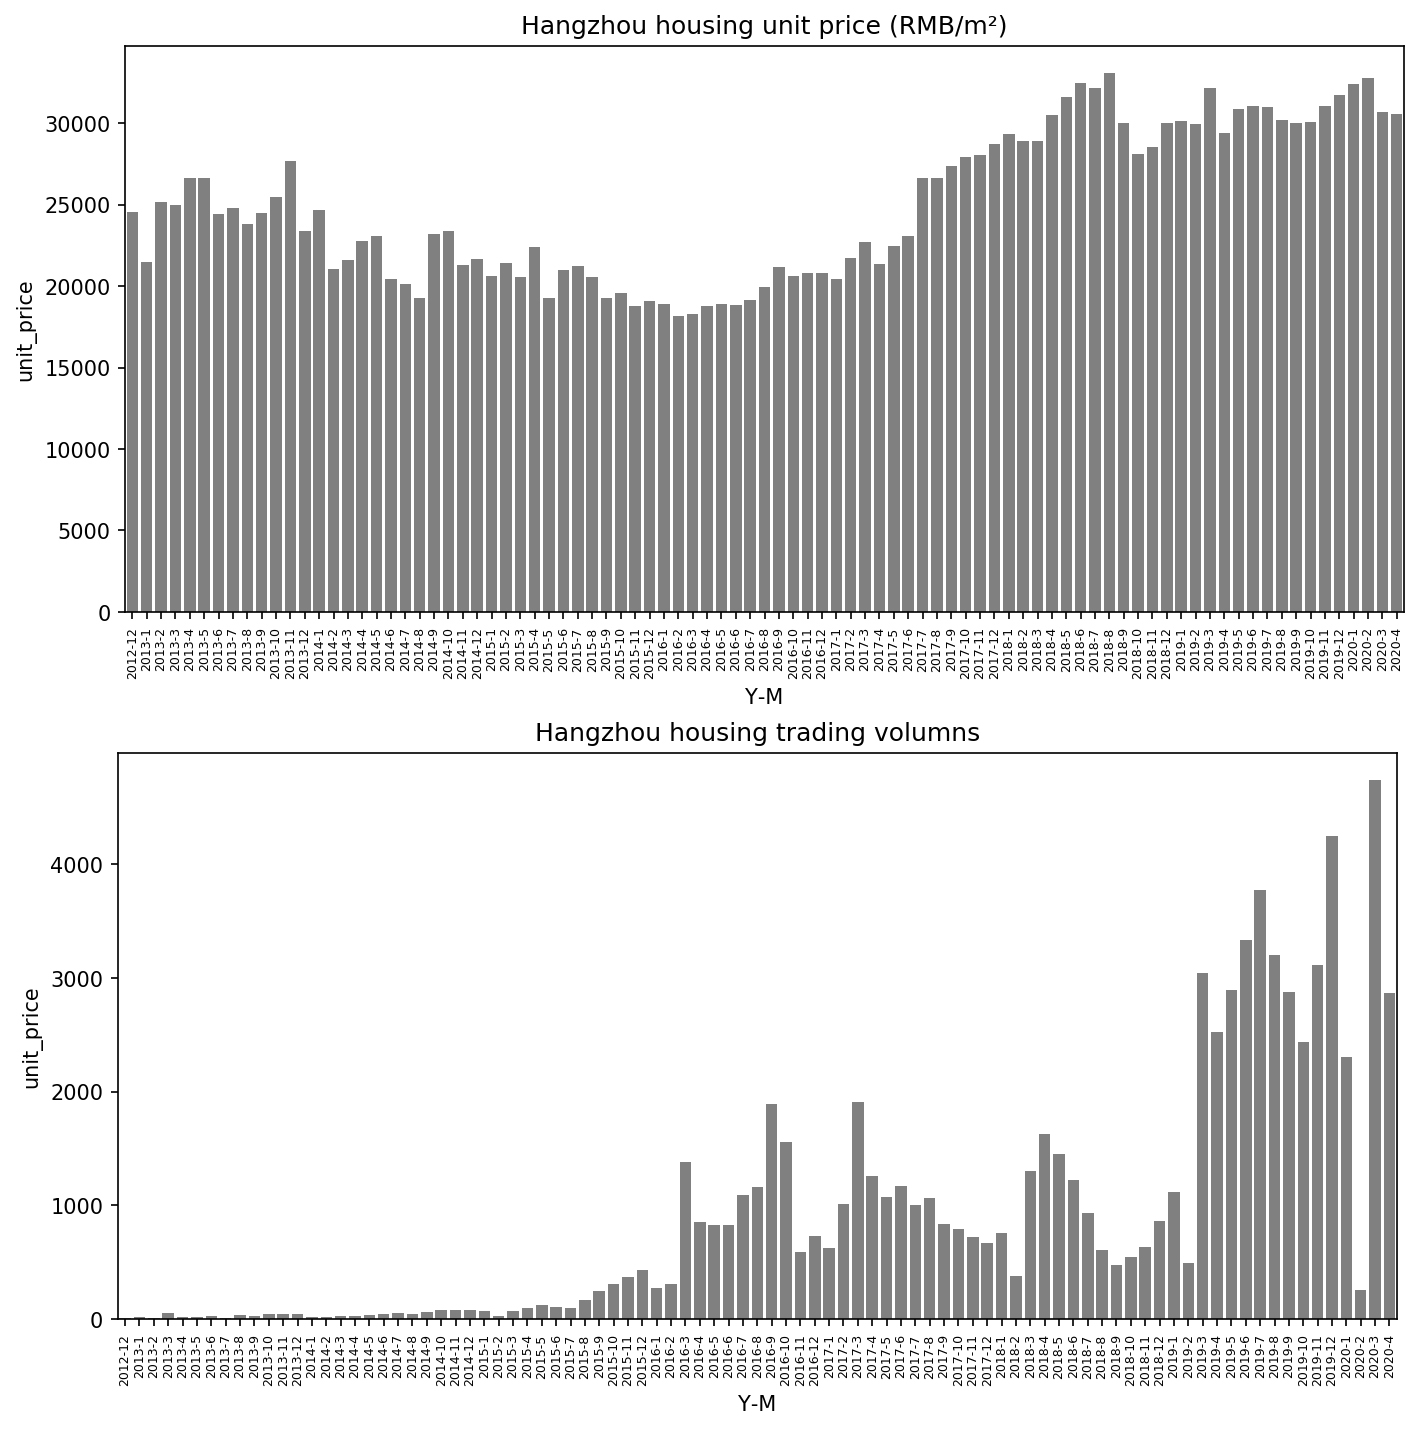 Hangzhou housing unit price (RMB/m²)
unit_price
30000
25000
20000
15000
10000
5000
0
2012-12 2013-1 2013-2 2013-3 2013-4 2013-5 2013-6 2013-7 2013-8 2013-9 2013-10 2013-11 2013-12 2014-1 2014-2 2014-3 2014-4 2014-5 2014-6 2014-7 2014-8 2014-9 2014-10 2014-11 2014-12 2015-1 2015-2 2015-3 2015-4 2015-5 2015-6 2015-7 2015-8 2015-9 2015-10 2015-11 2015-12 2016-1 2016-2 2016-3 2016-4 2016-5 2016-6 2016-7 2016-8 2016-9 2016-10 2016-11 2016-12 2017-1 2017-2 2017-3 2017-4 2017-5 2017-6 2017-7 2017-8 2017-9 2017-10 2017-11 2017-12 2018-1 2018-2 2018-3 2018-4 2018-5 2018-6 2018-7 2018-8 2018-9 2018-10 2018-11 2018-12 2019-1 2019-2 2019-3 2019-4 2019-5 2019-6 2019-7 2019-8 2019-9 2019-10 2019-11 2019-12 2020-1 2020-2 2020-3 2020-4
Y-M
Hangzhou housing trading volumns
unit_price
4000
3000
2000
1000
0
2012-12 2013-1 2013-2 2013-3 2013-4 2013-5 2013-6 2013-7 2013-8 2013-9 2013-10 2013-11 2013-12 2014-1 2014-2 2014-3 2014-4 2014-5 2014-6 2014-7 2014-8 2014-9 2014-10 2014-11 2014-12 2015-1 2015-2 2015-3 2015-4 2015-5 2015-6 2015-7 2015-8 2015-9 2015-10 2015-11 2015-12 2016-1 2016-2 2016-3 2016-4 2016-5 2016-6 2016-7 2016-8 2016-9 2016-10 2016-11 2016-12 2017-1 2017-2 2017-3 2017-4 2017-5 2017-6 2017-7 2017-8 2017-9 2017-10 2017-11 2017-12 2018-1 2018-2 2018-3 2018-4 2018-5 2018-6 2018-7 2018-8 2018-9 2018-10 2018-11 2018-12 2019-1 2019-2 2019-3 2019-4 2019-5 2019-6 2019-7 2019-8 2019-9 2019-10 2019-11 2019-12 2020-1 2020-2 2020-3 2020-4
Y-M